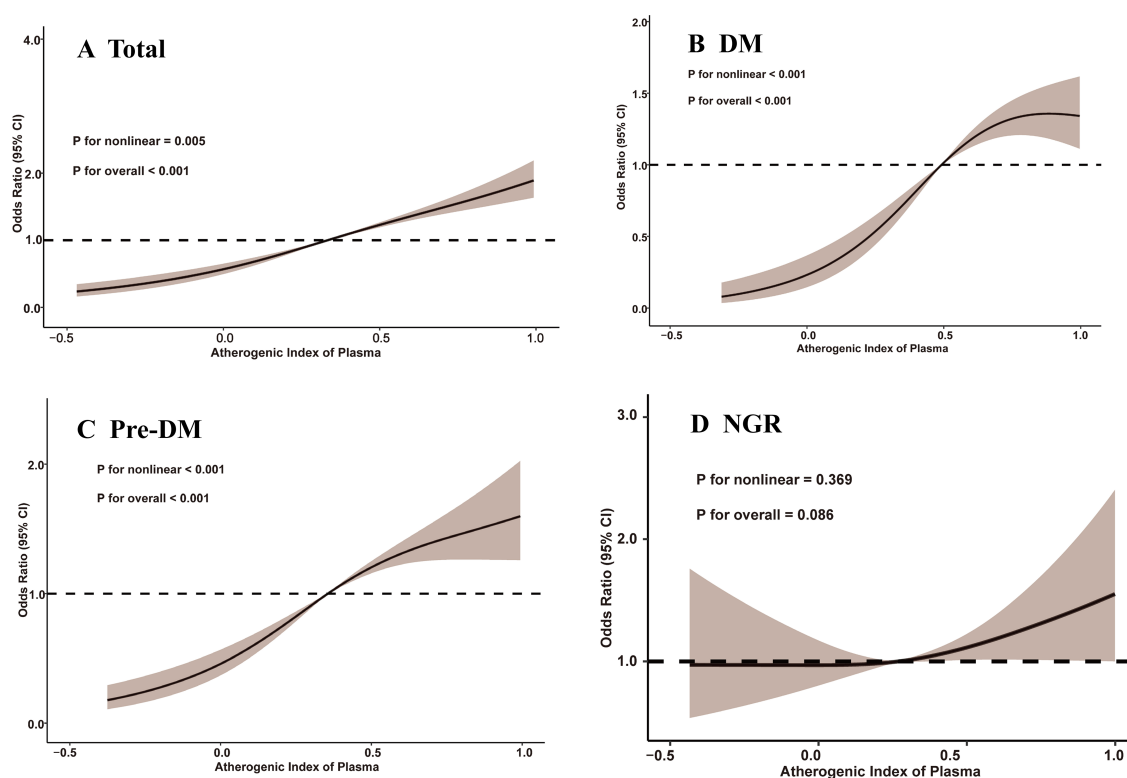 A Total
P for nonlinear = 0.005
P for overall < 0.001
Odds Ratio (95% CI)
4.0
2.0
1.0
0.0
−0.5
0.0
0.5
1.0
Atherogenic Index of Plasma
B DM
P for nonlinear < 0.001
P for overall < 0.001
Odds Ratio (95% CI)
2.0
1.5
1.0
0.5
0.0
−0.5
0.0
0.5
1.0
Atherogenic Index of Plasma
C Pre-DM
P for nonlinear < 0.001
P for overall < 0.001
Odds Ratio (95% CI)
2.0
1.0
0.0
−0.5
0.0
0.5
1.0
Atherogenic Index of Plasma
D NGR
P for nonlinear = 0.369
P for overall = 0.086
Odds Ratio (95% CI)
3.0
2.0
1.0
−0.5
0.0
0.5
1.0
Atherogenic Index of Plasma